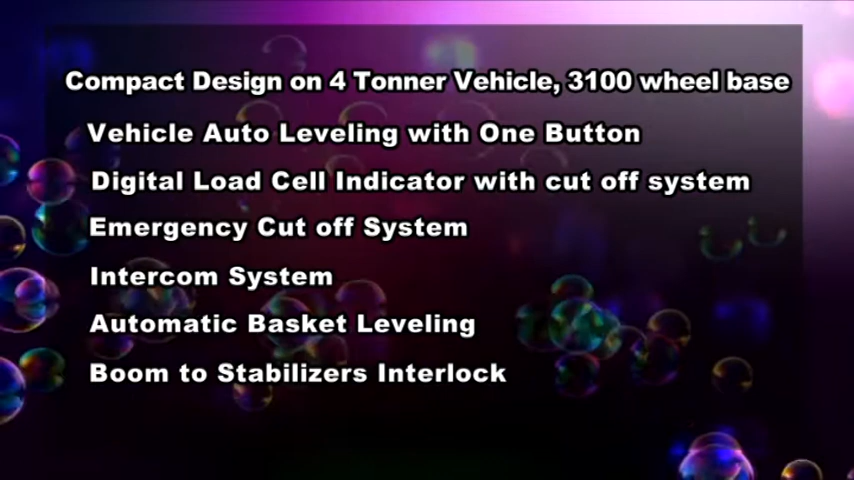 Compact Design on 4 Tonner Vehicle, 3100 wheel base
Vehicle Auto Leveling with One Button
Digital Load Cell Indicator with cut off system
Emergency Cut off System
Intercom System
Automatic Basket Leveling
Boom to Stabilizers Interlock